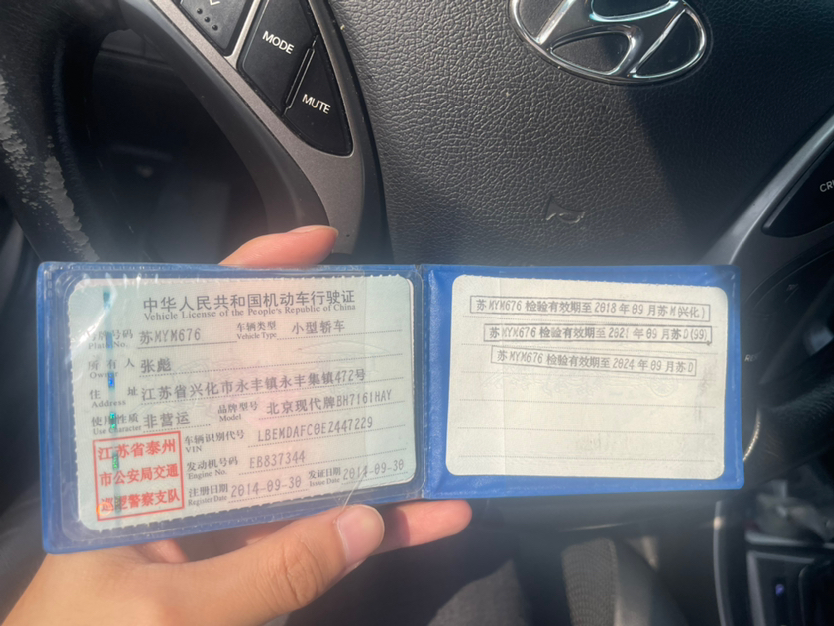 MODE
MUTE
CR
RES
中华人民共和国机动车行驶证
Vehicle License of the People's Republic of China
号牌号码 苏MYM676 车辆类型 小型轿车
Plate No. Vehicle Type
所有人 张彪
Owner
住址 江苏省兴化市永丰镇永丰集镇472号
Address
使用性质 非营运 品牌型号 北京现代牌BH7161HAY
Use Character Model
江苏省泰州
市公安局交通
巡逻警察支队
车辆识别代号 LBEMDAFC0EZ447229
VIN
发动机号码 EB837344
Engine No.
注册日期 2014-09-30 发证日期 2014-09-30
Register Date Issue Date
苏MYM676 检验有效期至2018年09月苏M(兴化)
苏MYM676 检验有效期至2021年09月苏O(99)
苏MYM676 检验有效期至2024年09月苏O